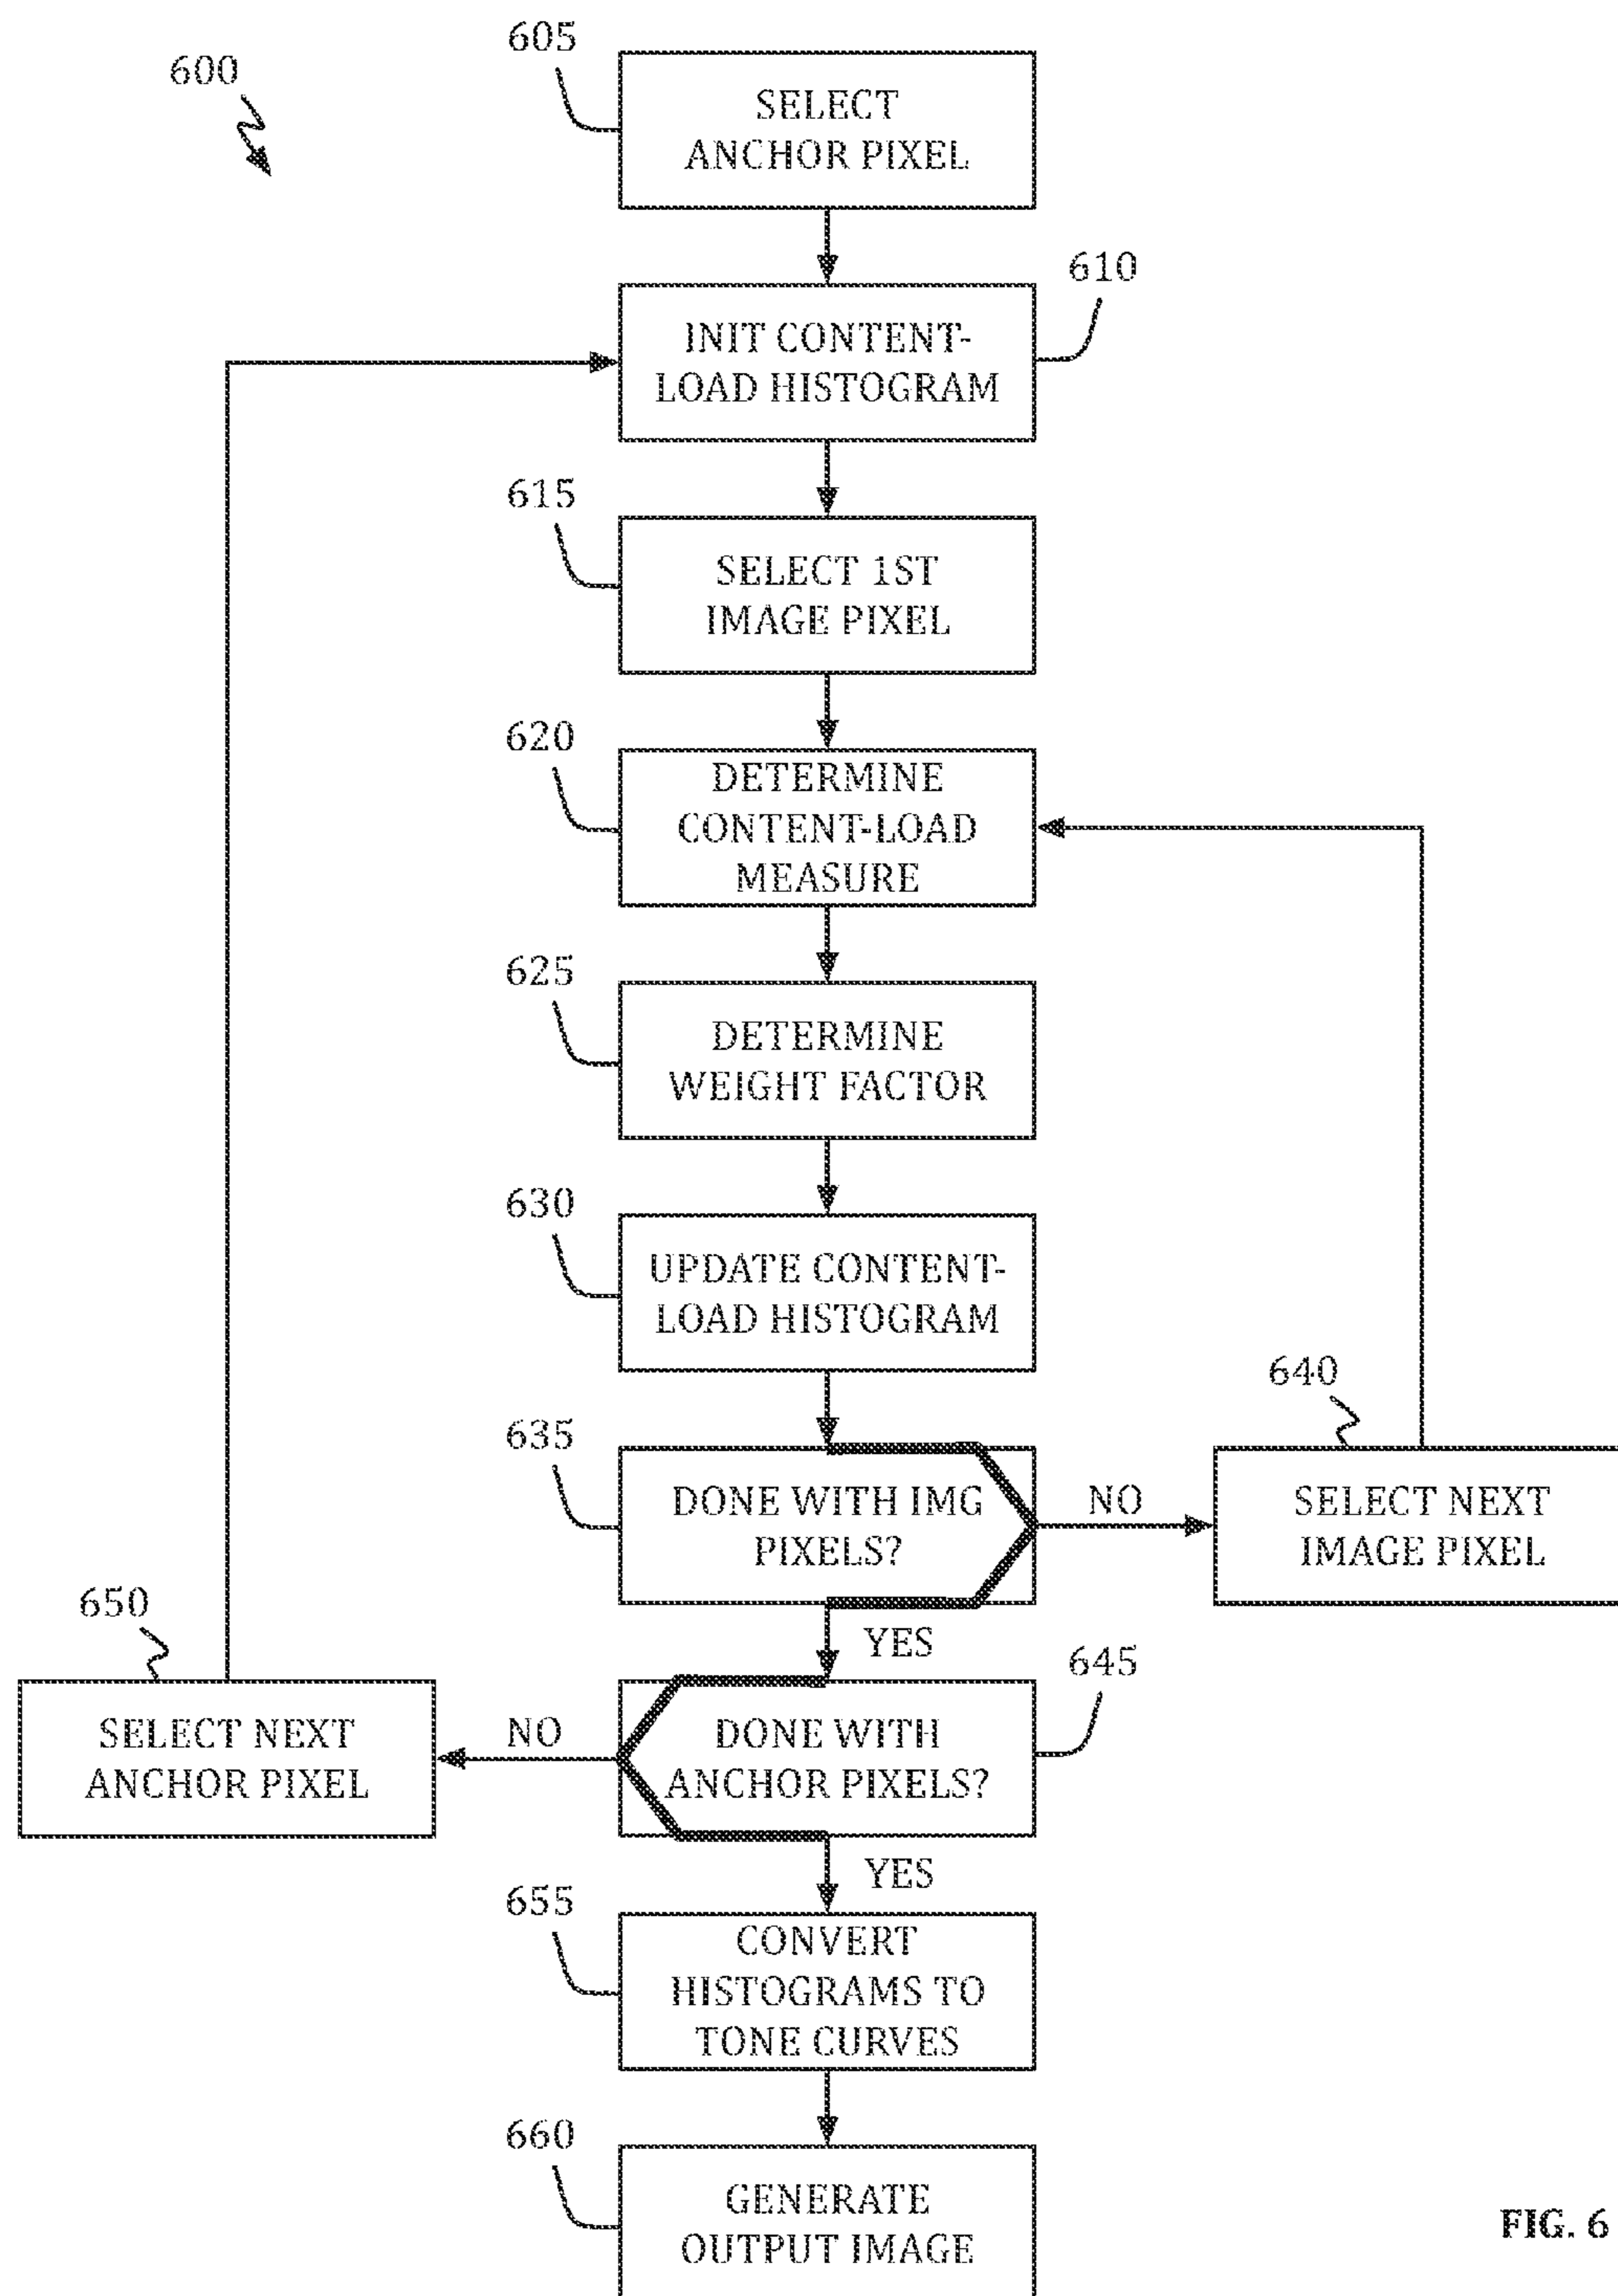 600
605
SELECT
ANCHOR PIXEL
610
INIT CONTENT-
LOAD HISTOGRAM
615
SELECT 1ST
IMAGE PIXEL
620
DETERMINE
CONTENT-LOAD
MEASURE
625
DETERMINE
WEIGHT FACTOR
630
UPDATE CONTENT-
LOAD HISTOGRAM
635
DONE WITH IMG
PIXELS?
NO
640
SELECT NEXT
IMAGE PIXEL
YES
645
DONE WITH
ANCHOR PIXELS?
NO
650
SELECT NEXT
ANCHOR PIXEL
YES
655
CONVERT
HISTOGRAMS TO
TONE CURVES
660
GENERATE
OUTPUT IMAGE
FIG. 6